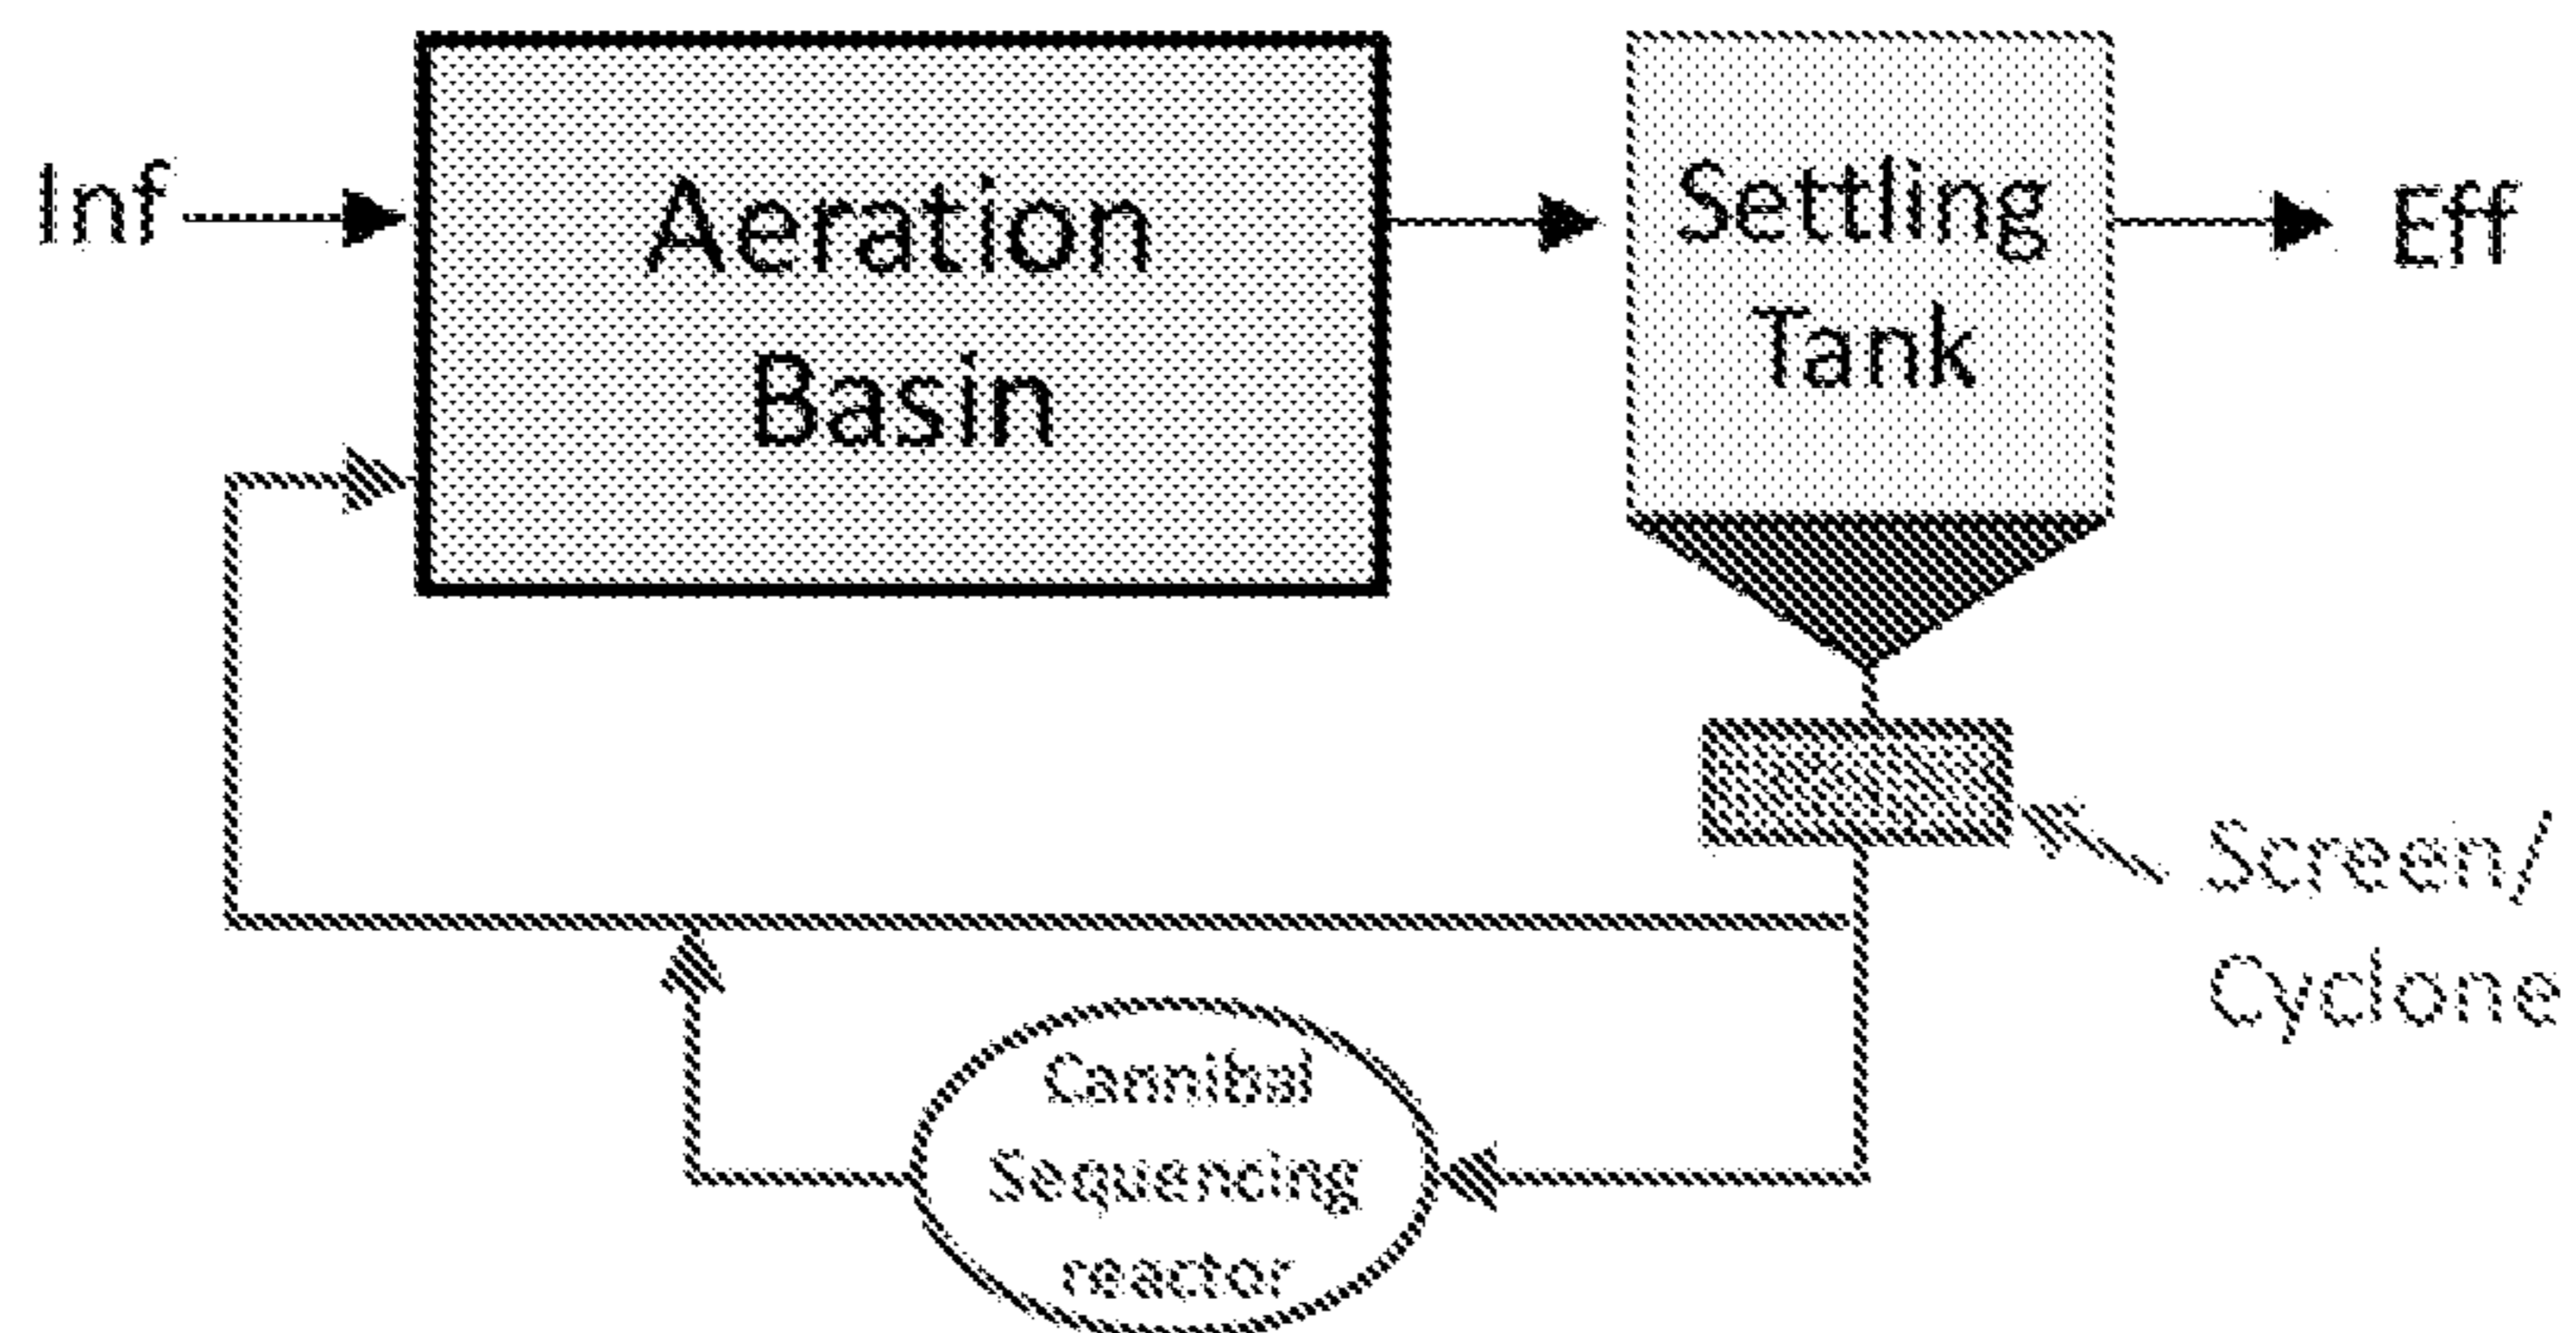 Inf
Aeration
Basin
Settling
Tank
Eff
Screen/
Cyclone
Cannibal
Sequencing
reactor